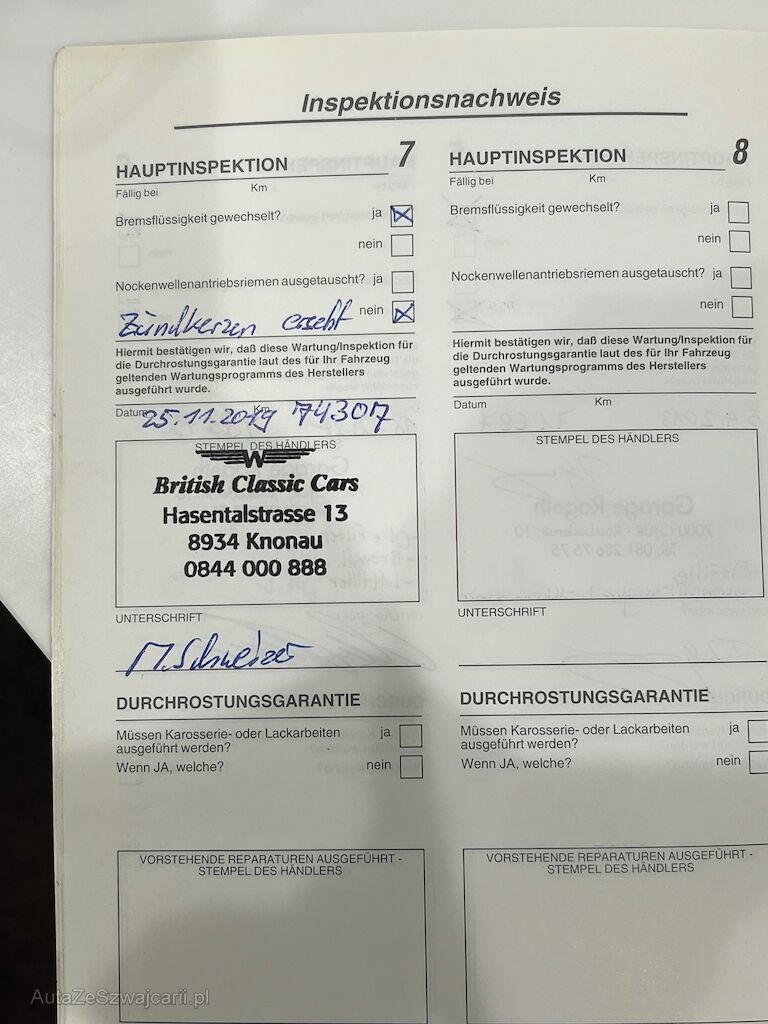 Inspektionsnachweis
HAUPTINSPEKTION 7
Fällig bei Km
Bremsflüssigkeit gewechselt? ja
nein
Nockenwellenantriebsriemen ausgetauscht? ja
nein
Zündkerzen ersetzt
Hiermit bestätigen wir, daß diese Wartung/Inspektion für
die Durchrostungsgarantie laut des für Ihr Fahrzeug
geltenden Wartungsprogramms des Herstellers
ausgeführt wurde.
Datum 25.11.2019 Km 74307
STEMPEL DES HÄNDLERS
W
British Classic Cars
Hasentalstrasse 13
8934 Knonau
0844 000 888
UNTERSCHRIFT
M. Schweizer
DURCHROSTUNGSGARANTIE
Müssen Karosserie- oder Lackarbeiten ja
ausgeführt werden?
Wenn JA, welche? nein
VORSTEHENDE REPARATUREN AUSGEFÜHRT -
STEMPEL DES HÄNDLERS
HAUPTINSPEKTION 8
Fällig bei Km
Bremsflüssigkeit gewechselt? ja
nein
Nockenwellenantriebsriemen ausgetauscht? ja
nein
Hiermit bestätigen wir, daß diese Wartung/Inspektion für
die Durchrostungsgarantie laut des für Ihr Fahrzeug
geltenden Wartungsprogramms des Herstellers
ausgeführt wurde.
Datum Km
STEMPEL DES HÄNDLERS
UNTERSCHRIFT
DURCHROSTUNGSGARANTIE
Müssen Karosserie- oder Lackarbeiten ja
ausgeführt werden?
Wenn JA, welche? nein
VORSTEHENDE REPARATUREN AUSGEFÜHRT -
STEMPEL DES HÄNDLERS
AutaZeSzwajcarii.pl